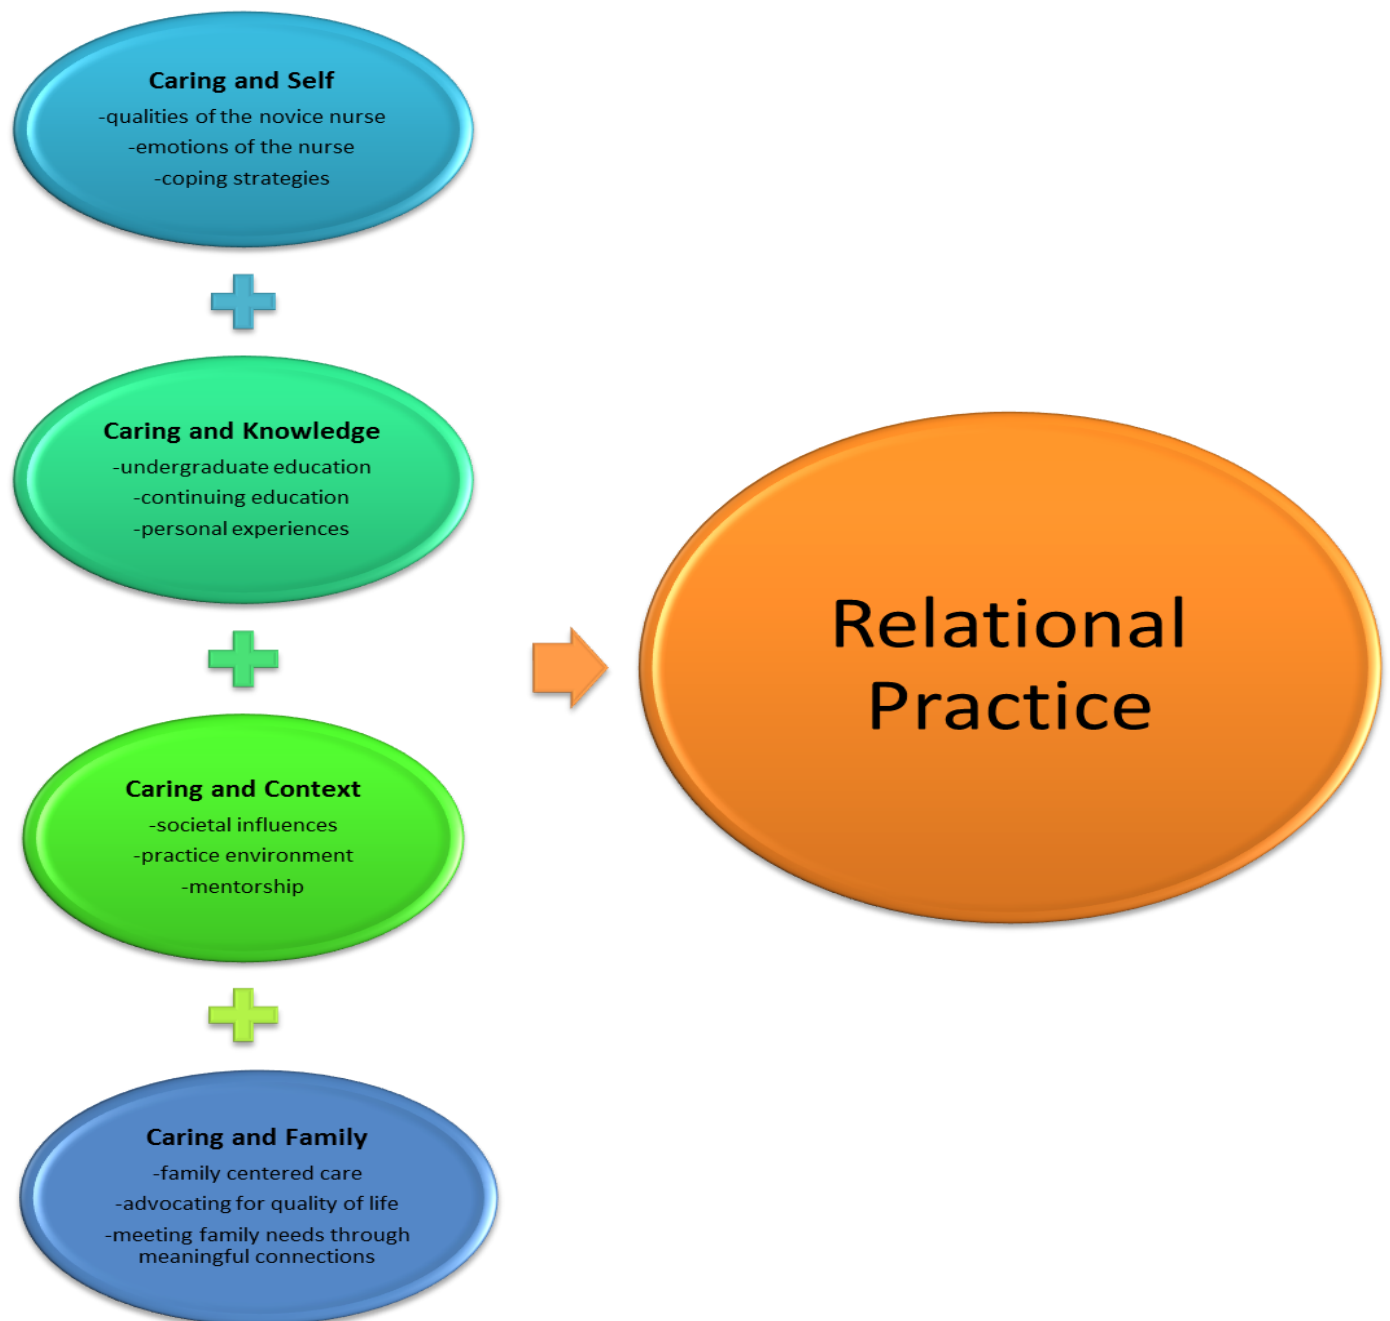 Caring and Self
-qualities of the novice nurse
-emotions of the nurse
-coping strategies
Caring and Knowledge
-undergraduate education
-continuing education
-personal experiences
Caring and Context
-societal influences
-practice environment
-mentorship
Caring and Family
-family centered care
-advocating for quality of life
-meeting family needs through
meaningful connections
Relational
Practice